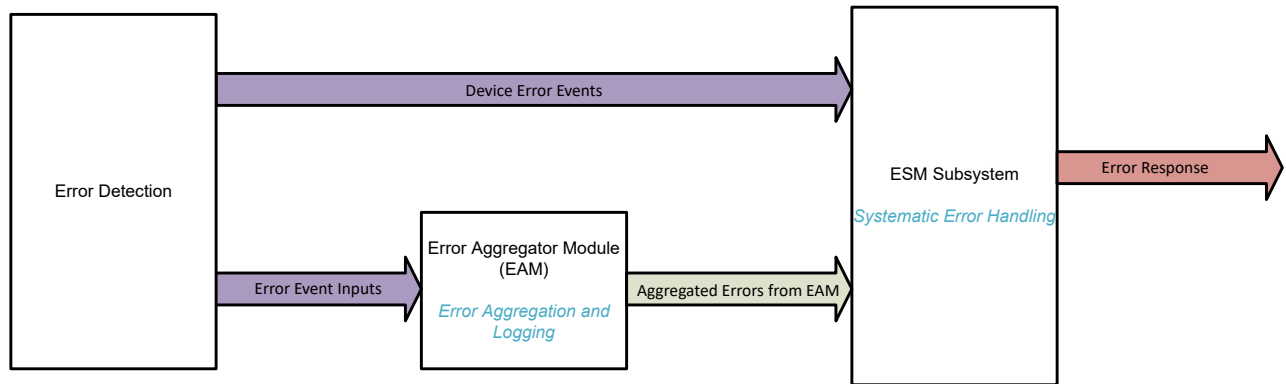 Device Error Events
Error Detection
ESM Subsystem
Systematic Error Handling
Error Response
Error Event Inputs
Error Aggregator Module
(EAM)
Error Aggregation and
Logging
Aggregated Errors from EAM